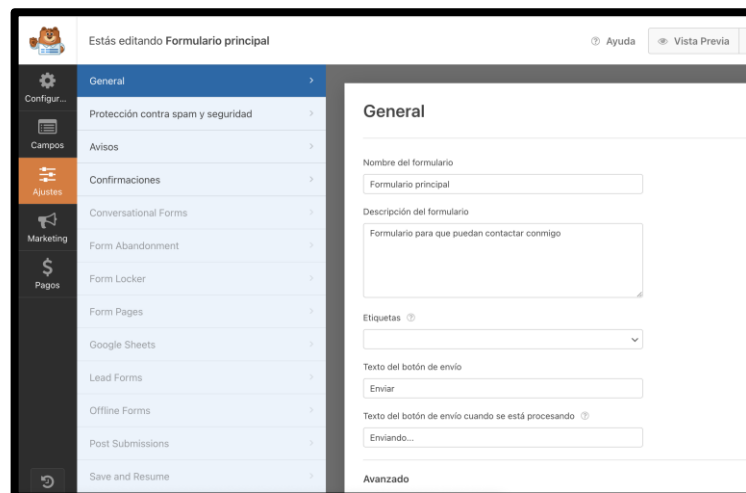 Estás editando Formulario principal
Ayuda
Vista Previa
Configur...
Campos
Ajustes
Marketing
Pagos
General
Protección contra spam y seguridad
Avisos
Confirmaciones
Conversational Forms
Form Abandonment
Form Locker
Form Pages
Google Sheets
Lead Forms
Offline Forms
Post Submissions
Save and Resume
General
Nombre del formulario
Formulario principal
Descripción del formulario
Formulario para que puedan contactar conmigo
Etiquetas
Texto del botón de envío
Enviar
Texto del botón de envío cuando se está procesando
Enviando...
Avanzado